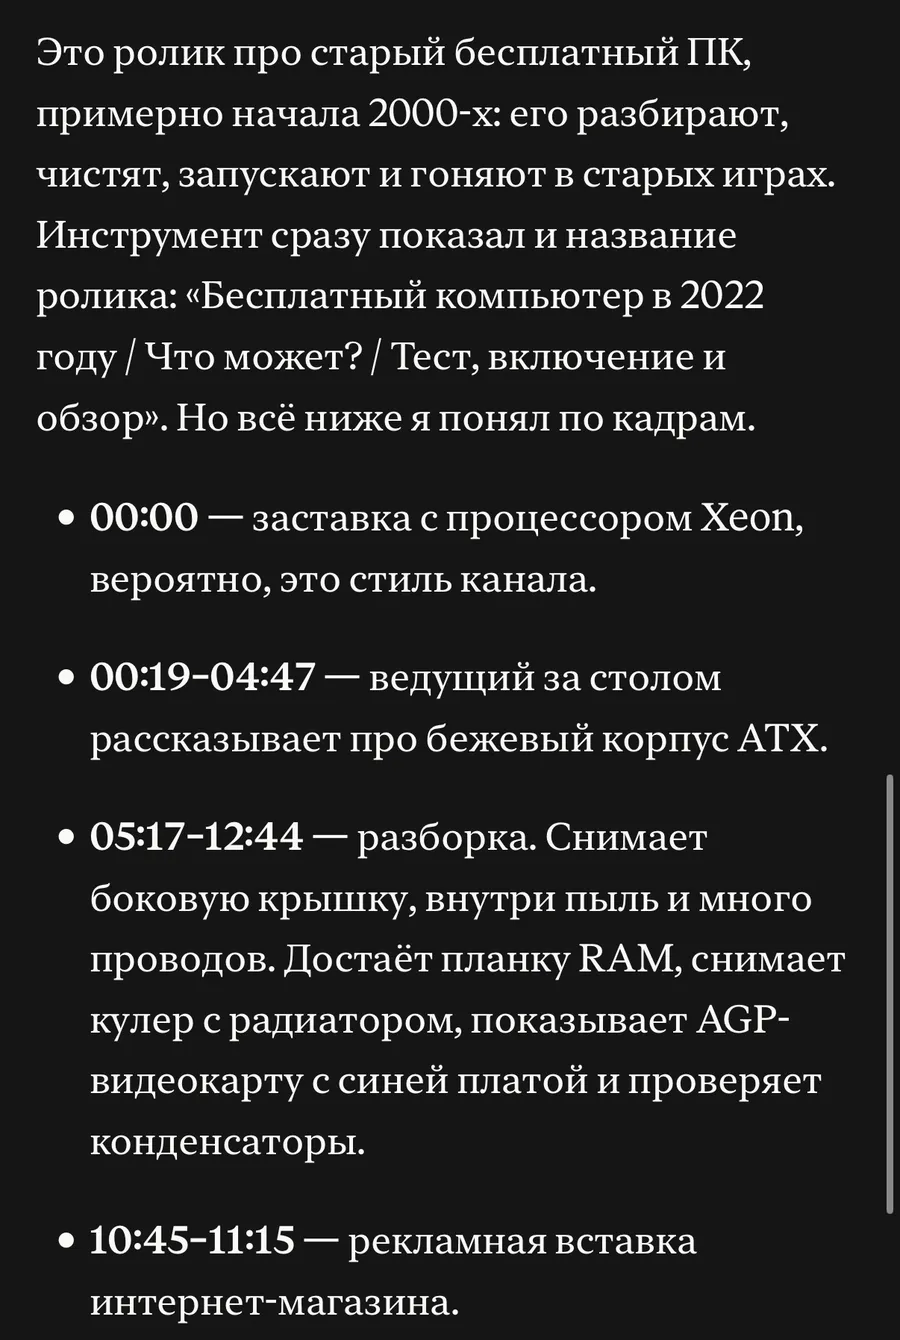 Это ролик про старый бесплатный ПК,
примерно начала 2000-х: его разбирают,
чистят, запускают и гоняют в старых играх.
Инструмент сразу показал и название
ролика: «Бесплатный компьютер в 2022
году / Что может? / Тест, включение и
обзор». Но всё ниже я понял по кадрам.
• 00:00 — заставка с процессором Xeon,
вероятно, это стиль канала.
• 00:19–04:47 — ведущий за столом
рассказывает про бежевый корпус ATX.
• 05:17–12:44 — разборка. Снимает
боковую крышку, внутри пыль и много
проводов. Достаёт планку RAM, снимает
кулер с радиатором, показывает AGP-
видеокарту с синей платой и проверяет
конденсаторы.
• 10:45–11:15 — рекламная вставка
интернет-магазина.